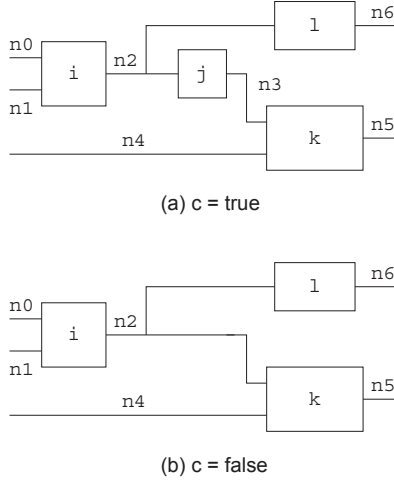 n0
n1
i
n2
j
n3
l
n6
n4
k
n5
(a) c = true
n0
n1
i
n2
l
n6
n4
k
n5
(b) c = false